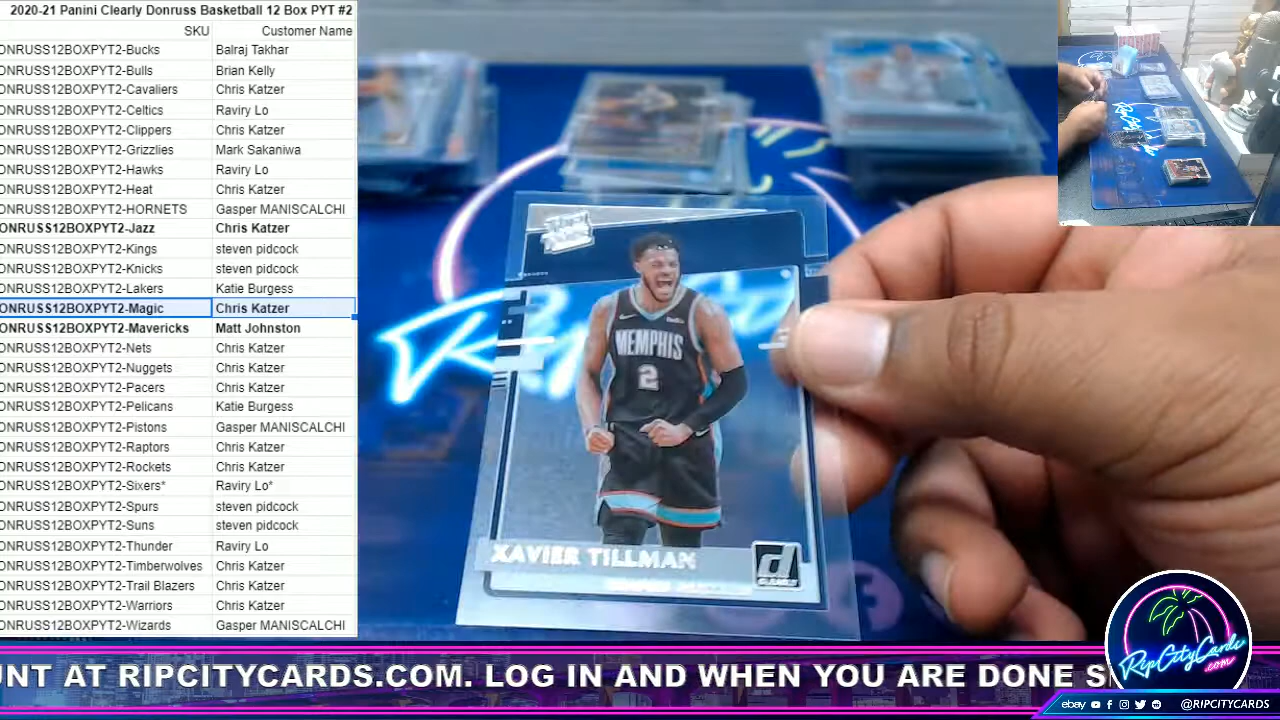 2020-21 Panini Clearly Donruss Basketball 12 Box PYT #2
SKU Customer Name
ONRUSS12BOXPYT2-Bucks Balraj Takhar
ONRUSS12BOXPYT2-Bulls Brian Kelly
ONRUSS12BOXPYT2-Cavaliers Chris Katzer
ONRUSS12BOXPYT2-Celtics Raviry Lo
ONRUSS12BOXPYT2-Clippers Chris Katzer
ONRUSS12BOXPYT2-Grizzlies Mark Sakaniwa
ONRUSS12BOXPYT2-Hawks Raviry Lo
ONRUSS12BOXPYT2-Heat Chris Katzer
ONRUSS12BOXPYT2-HORNETS Gasper MANISCALCHI
ONRUSS12BOXPYT2-Jazz Chris Katzer
ONRUSS12BOXPYT2-Kings steven pidcock
ONRUSS12BOXPYT2-Knicks steven pidcock
ONRUSS12BOXPYT2-Lakers Katie Burgess
ONRUSS12BOXPYT2-Magic Chris Katzer
ONRUSS12BOXPYT2-Mavericks Matt Johnston
ONRUSS12BOXPYT2-Nets Chris Katzer
ONRUSS12BOXPYT2-Nuggets Chris Katzer
ONRUSS12BOXPYT2-Pacers Chris Katzer
ONRUSS12BOXPYT2-Pelicans Katie Burgess
ONRUSS12BOXPYT2-Pistons Gasper MANISCALCHI
ONRUSS12BOXPYT2-Raptors Chris Katzer
ONRUSS12BOXPYT2-Rockets Chris Katzer
ONRUSS12BOXPYT2-Sixers* Raviry Lo*
ONRUSS12BOXPYT2-Spurs steven pidcock
ONRUSS12BOXPYT2-Suns steven pidcock
ONRUSS12BOXPYT2-Thunder Raviry Lo
ONRUSS12BOXPYT2-Timberwolves Chris Katzer
ONRUSS12BOXPYT2-Trail Blazers Chris Katzer
ONRUSS12BOXPYT2-Warriors Chris Katzer
ONRUSS12BOXPYT2-Wizards Gasper MANISCALCHI
MEMPHIS
2
XAVIER TILLMAN
d
CLEARLY
UNT AT RIPCITYCARDS.COM. LOG IN AND WHEN YOU ARE DONE S
RipCityCards
.com
ebay @RIPCITYCARDS